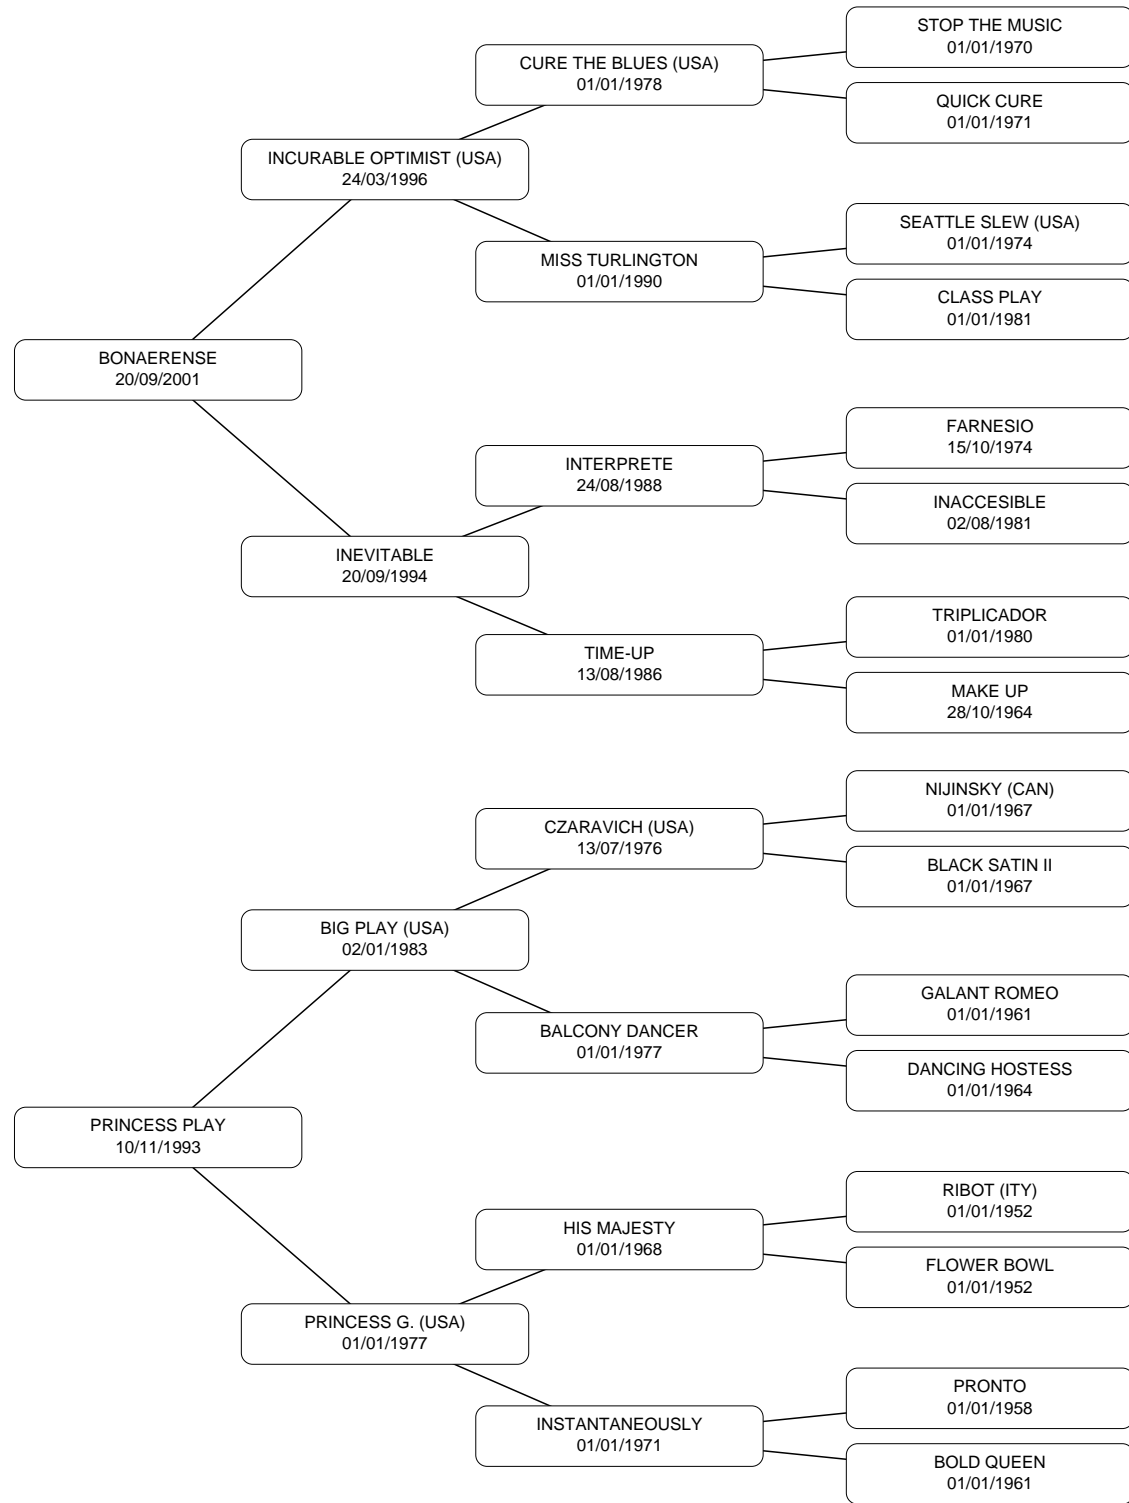 STOP THE MUSIC
01/01/1970
CURE THE BLUES (USA)
01/01/1978
QUICK CURE
01/01/1971
INCURABLE OPTIMIST (USA)
24/03/1996
SEATTLE SLEW (USA)
01/01/1974
MISS TURLINGTON
01/01/1990
CLASS PLAY
01/01/1981
BONAERENSE
20/09/2001
FARNESIO
15/10/1974
INTERPRETE
24/08/1988
INACCESIBLE
02/08/1981
INEVITABLE
20/09/1994
TRIPLICADOR
01/01/1980
TIME-UP
13/08/1986
MAKE UP
28/10/1964
NIJINSKY (CAN)
01/01/1967
CZARAVICH (USA)
13/07/1976
BLACK SATIN II
01/01/1967
BIG PLAY (USA)
02/01/1983
GALANT ROMEO
01/01/1961
BALCONY DANCER
01/01/1977
DANCING HOSTESS
01/01/1964
PRINCESS PLAY
10/11/1993
RIBOT (ITY)
01/01/1952
HIS MAJESTY
01/01/1968
FLOWER BOWL
01/01/1952
PRINCESS G. (USA)
01/01/1977
PRONTO
01/01/1958
INSTANTANEOUSLY
01/01/1971
BOLD QUEEN
01/01/1961